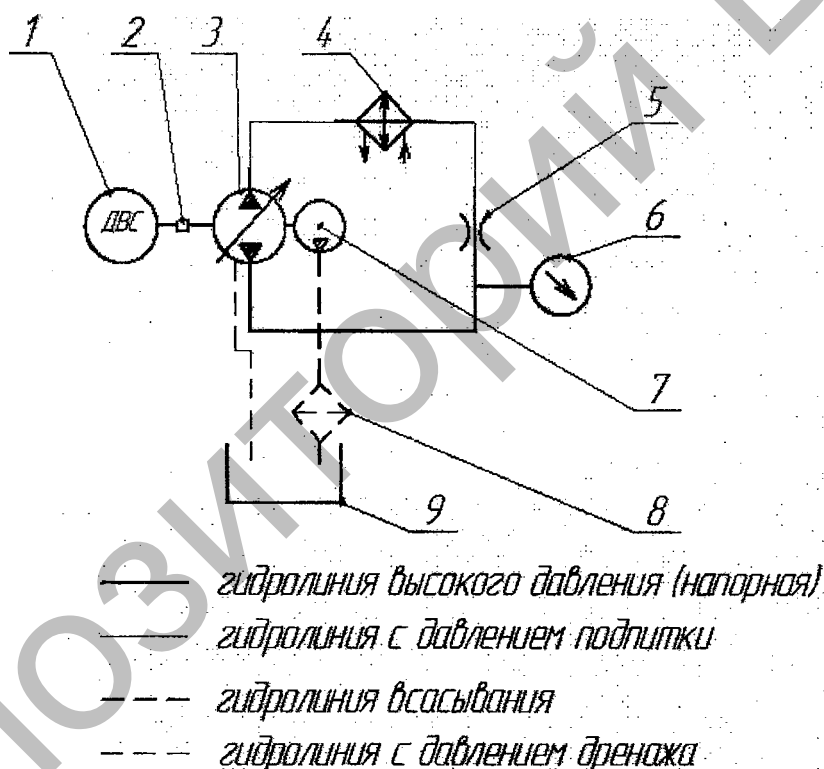 1 2 3 4
5
ДВС
6
7
9 8
гидролиния высокого давления (напорная)
гидролиния с давлением подпитки
гидролиния всасывания
гидролиния с давлением дренажа